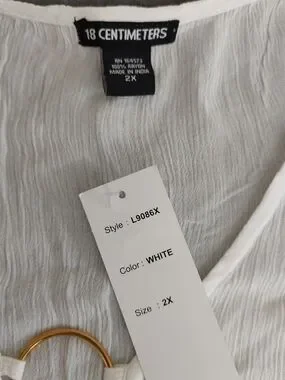 18 CENTIMETERS
RN 164573
100% RAYON
MADE IN INDIA
2X
Style : L9086X
Color : WHITE
Size : 2X